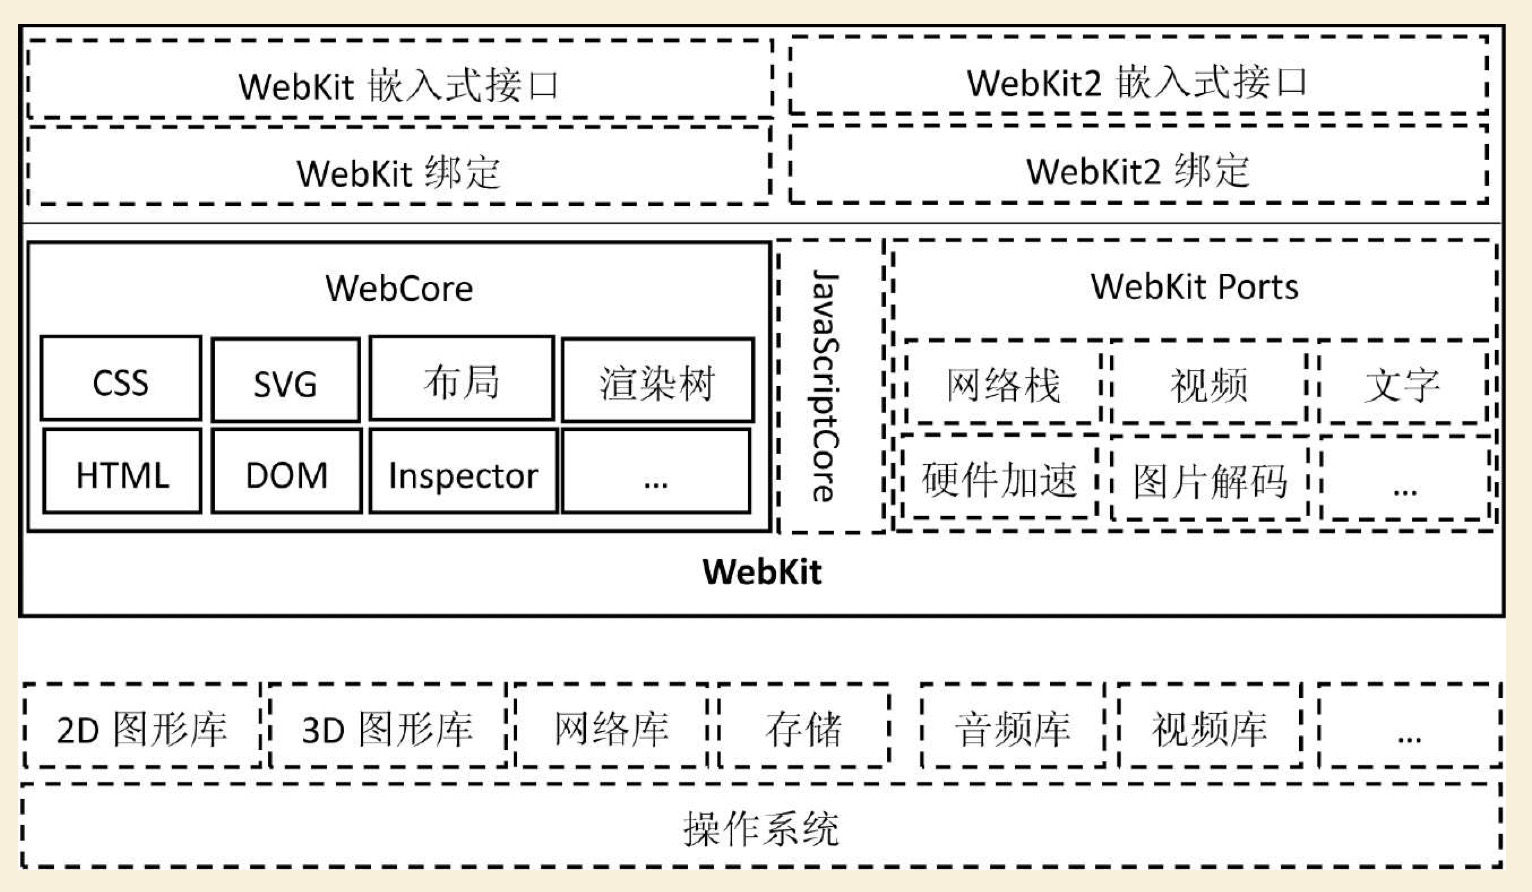 WebKit 嵌入式接口
WebKit2 嵌入式接口
WebKit 绑定
WebKit2 绑定
WebCore
CSS
SVG
布局
渲染树
HTML
DOM
Inspector
...
JavaScriptCore
WebKit Ports
网络栈
视频
文字
硬件加速
图片解码
...
WebKit
2D 图形库
3D 图形库
网络库
存储
音频库
视频库
...
操作系统